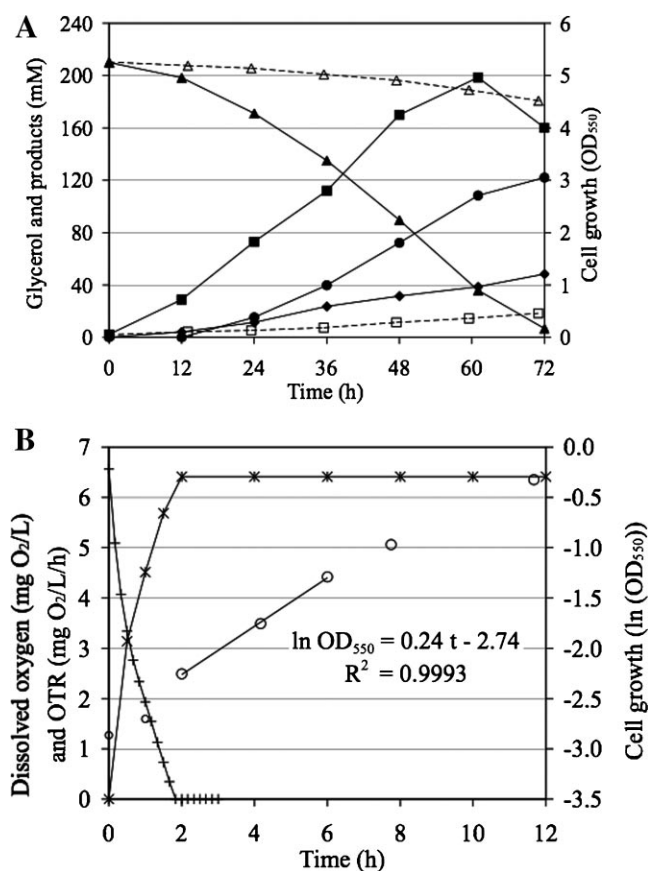 A
Glycerol and products (mM)
240
200
160
120
80
40
0
6
5
4
3
2
1
0
Cell growth (OD₅₅₀)
0 12 24 36 48 60 72
Time (h)
B
Dissolved oxygen (mg O₂/L)
and OTR (mg O₂/L/h)
7
6
5
4
3
2
1
0
ln OD₅₅₀ = 0.24 t - 2.74
R² = 0.9993
0.0
-0.5
-1.0
-1.5
-2.0
-2.5
-3.0
-3.5
Cell growth (ln (OD₅₅₀))
0 2 4 6 8 10 12
Time (h)